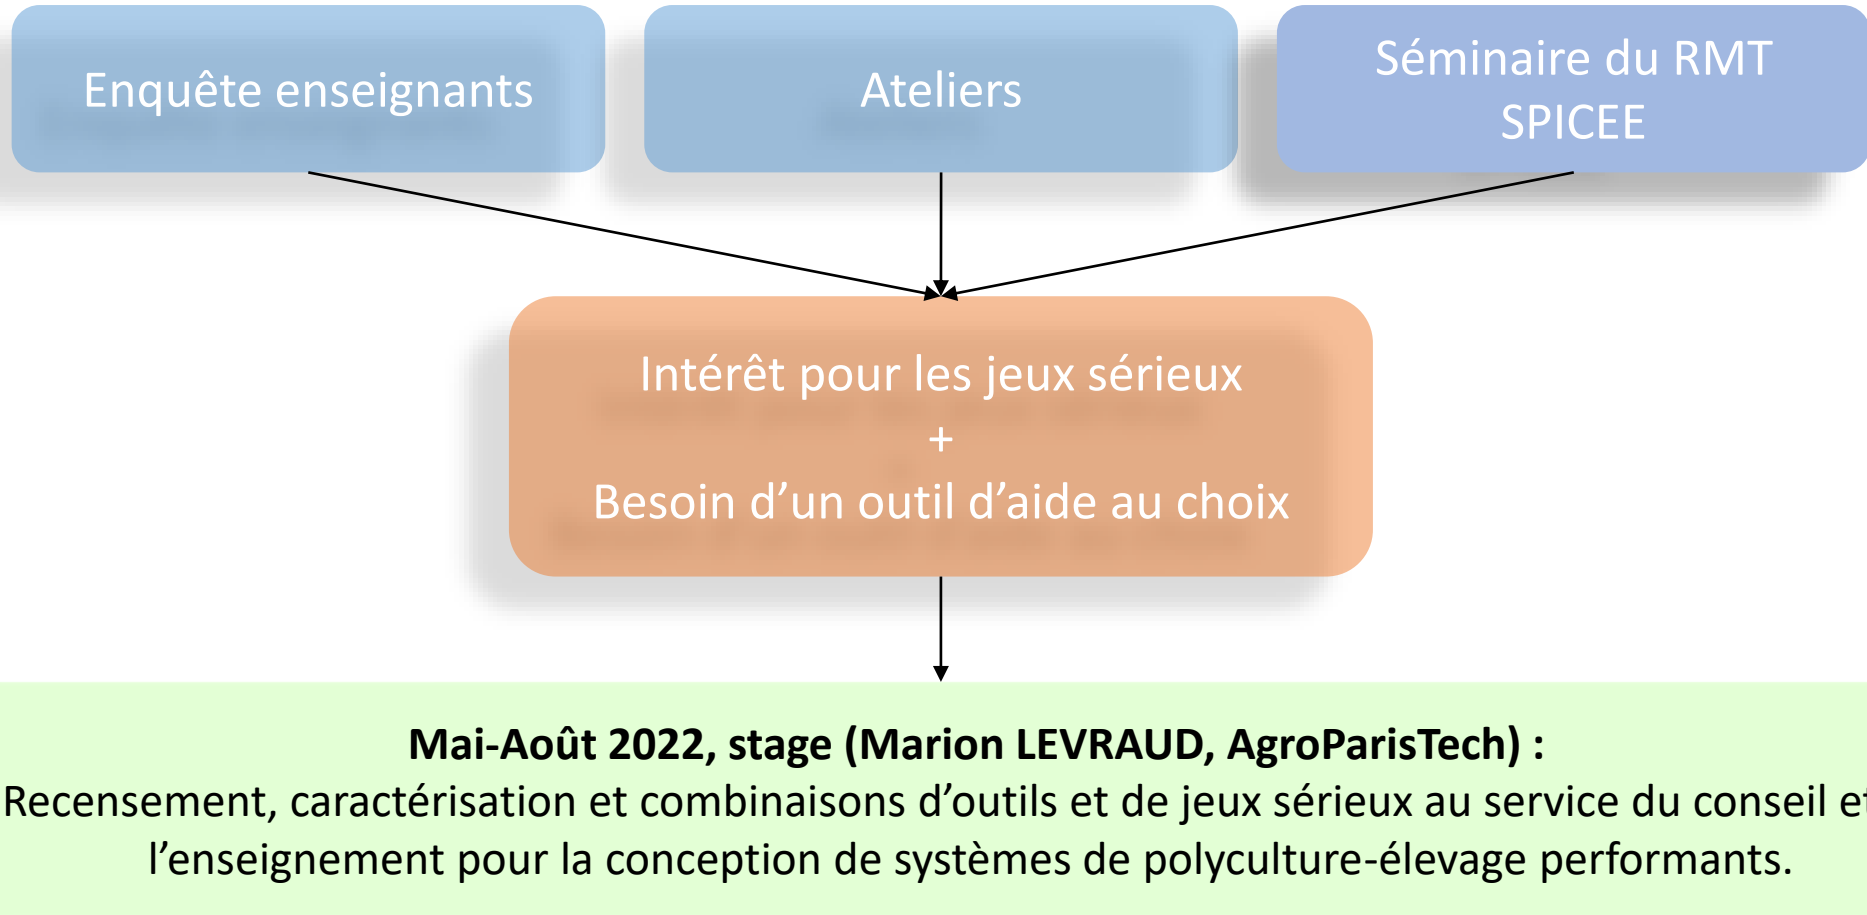 Enquête enseignants
Ateliers
Séminaire du RMT
SPICEE
Intérêt pour les jeux sérieux
+
Besoin d’un outil d’aide au choix
Mai-Août 2022, stage (Marion LEVRAUD, AgroParisTech) :
Recensement, caractérisation et combinaisons d’outils et de jeux sérieux au service du conseil et
l’enseignement pour la conception de systèmes de polyculture-élevage performants.